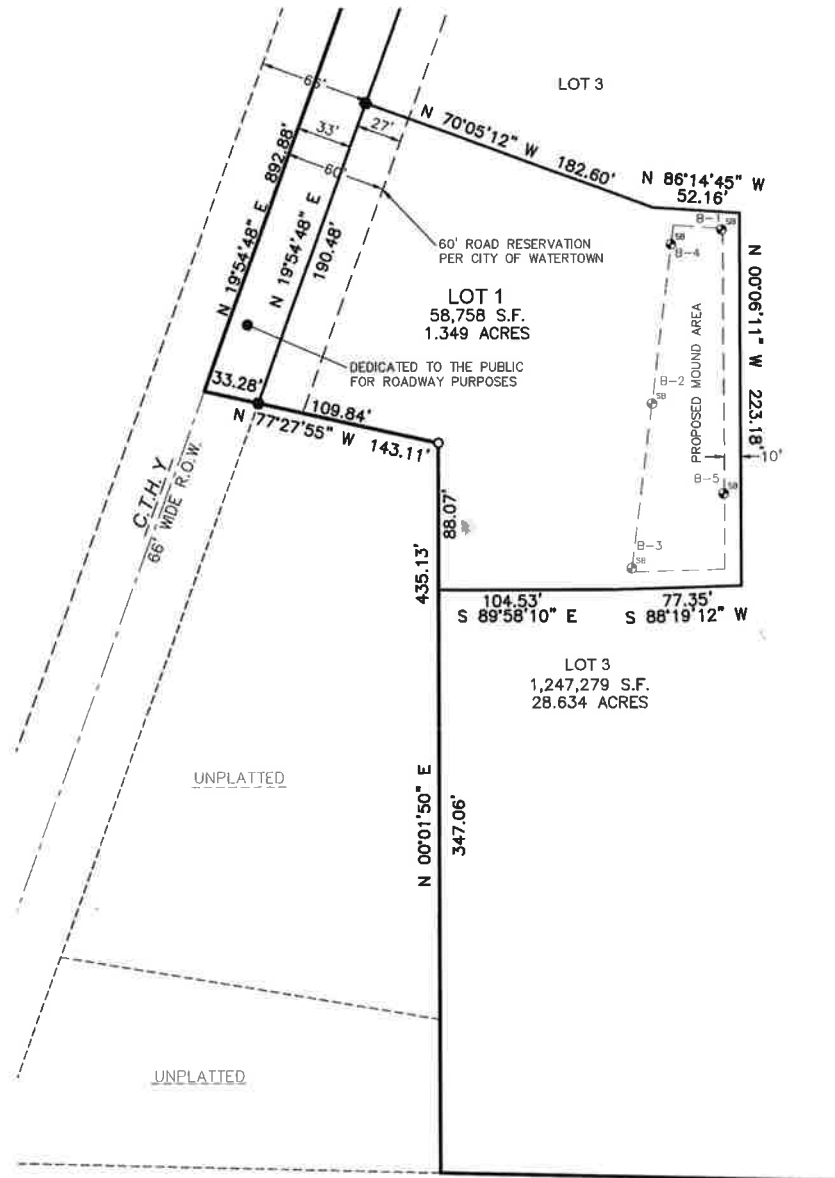 LOT 3
66'
N 70°05'12" W 182.60'
N 86°14'45" W
52.16'
33'
27'
60'
N 19°54'48" E 892.88'
N 19°54'48" E
190.48'
60' ROAD RESERVATION
PER CITY OF WATERTOWN
B-1
SB
SB
B-4
N 00°06'11" W 223.18'
LOT 1
58,758 S.F.
1.349 ACRES
PROPOSED MOUND AREA
DEDICATED TO THE PUBLIC
FOR ROADWAY PURPOSES
B-2
SB
33.28'
109.84'
N 77°27'55" W 143.11'
10'
B-5
SB
C.T.H. Y
66' WIDE R.O.W.
88.07'
B-3
SB
435.13'
104.53'
S 89°58'10" E
77.35'
S 88°19'12" W
LOT 3
1,247,279 S.F.
28.634 ACRES
UNPLATTED
N 00°01'50" E
347.06'
UNPLATTED